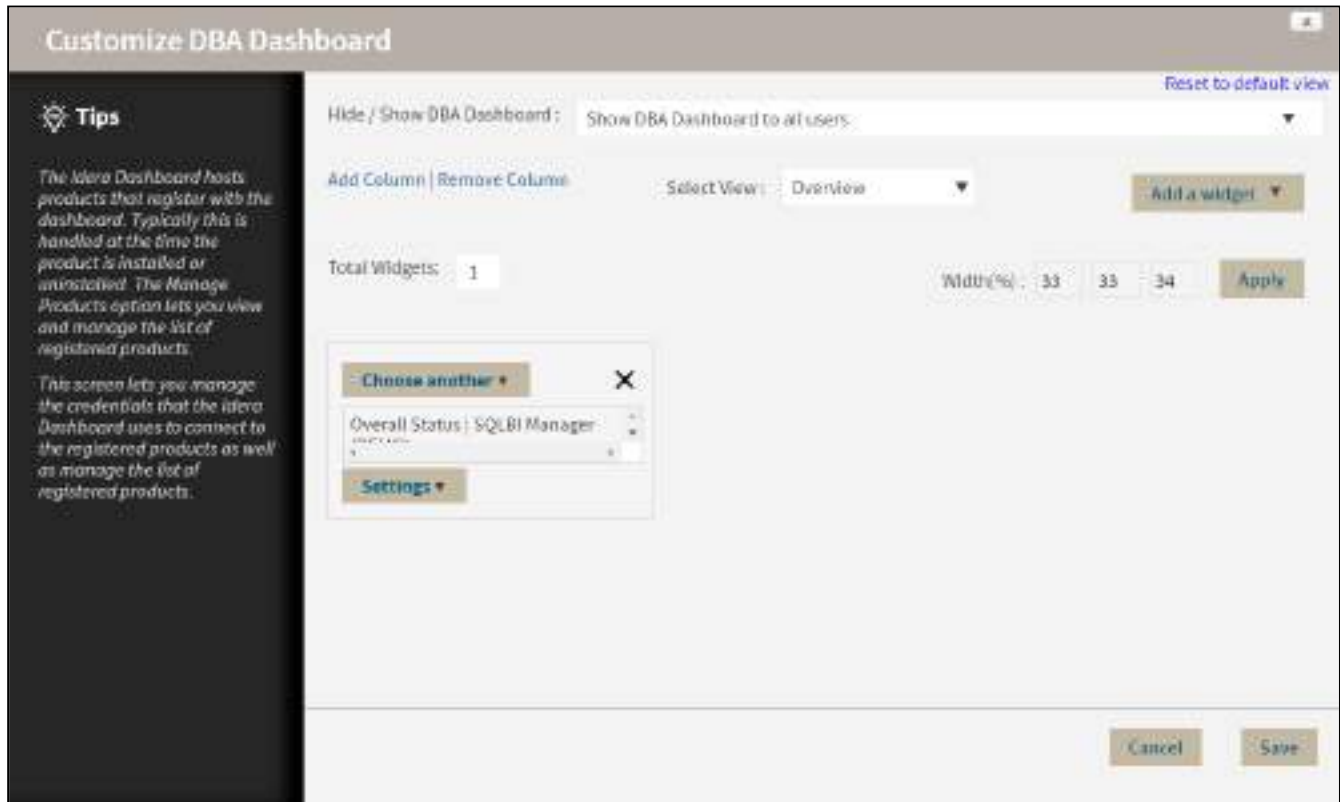 Customize DBA Dashboard
x
Reset to default view
Tips
The Idera Dashboard hosts
products that register with the
dashboard. Typically this is
handled at the time the
product is installed or
uninstalled. The Manage
Products option lets you view
and manage the list of
registered products.
This screen lets you manage
the credentials that the Idera
Dashboard uses to connect to
the registered products as well
as manage the list of
registered products.
Hide / Show DBA Dashboard : Show DBA Dashboard to all users
Add Column | Remove Column Select View : Overview Add a widget
Total Widgets: 1 Width(%) : 33 33 34 Apply
Choose another
Overall Status | SQLBI Manager
Settings
Cancel Save